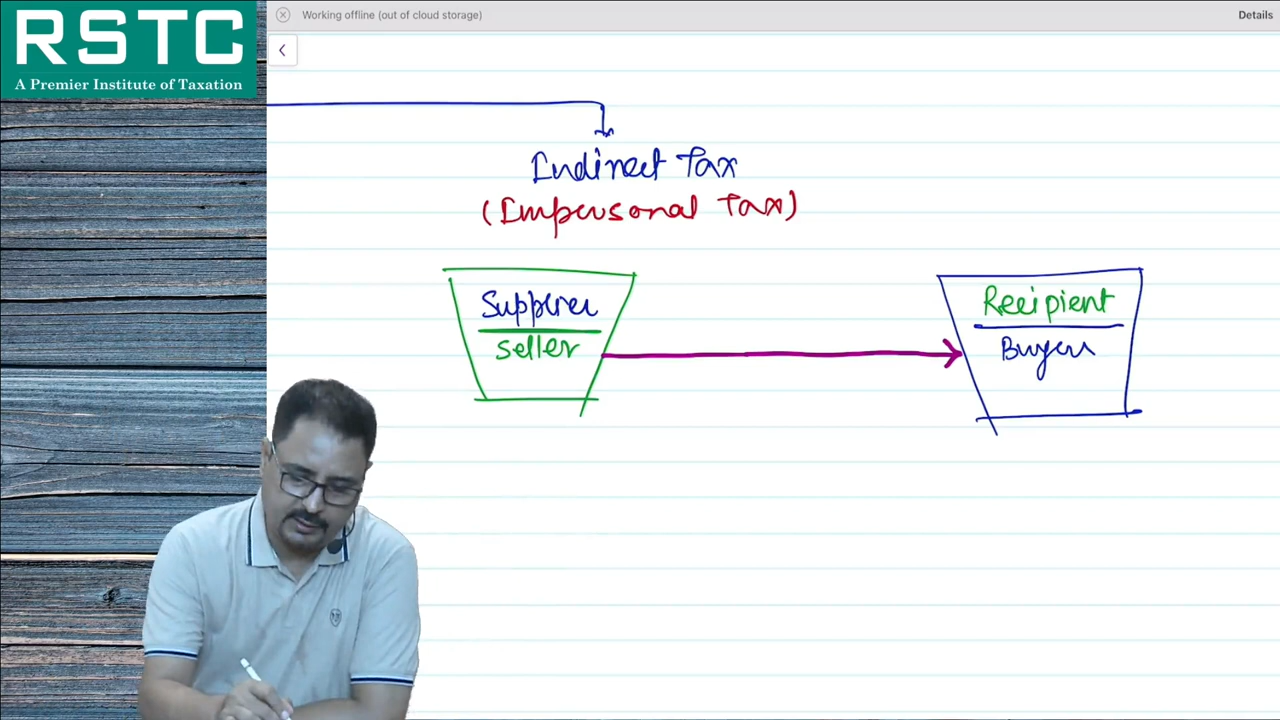 RSTC
A Premier Institute of Taxation
Working offline (out of cloud storage)
Details
Indirect Tax
(Impersonal Tax)
Supplier
Seller
Recipient
Buyer